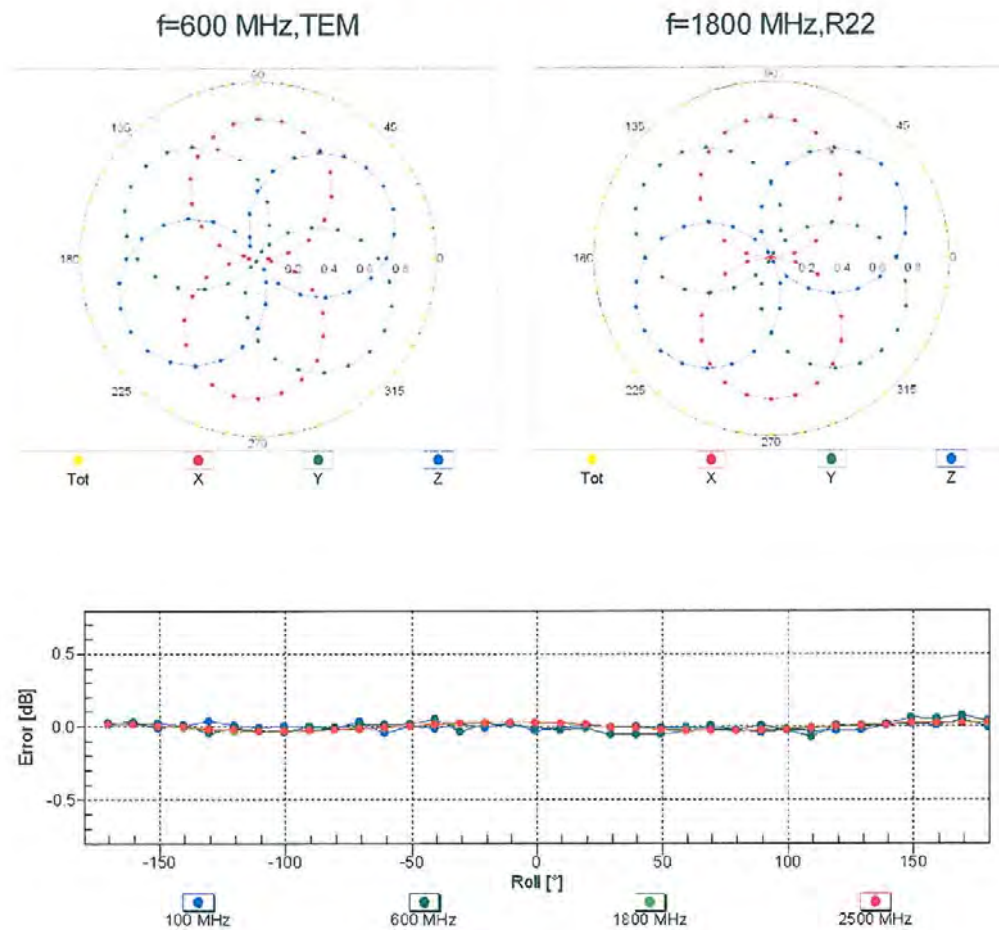 f=600 MHz,TEM
f=1800 MHz,R22
90
135
45
180
0.2 0.4 0.6 0.8
0
225
315
270
Tot X Y Z
90
135
45
180
0.2 0.4 0.6 0.8
0
225
315
270
Tot X Y Z
Error [dB]
0.5
0.0
-0.5
-150 -100 -50 0 50 100 150
Roll [°]
100 MHz 600 MHz 1800 MHz 2500 MHz